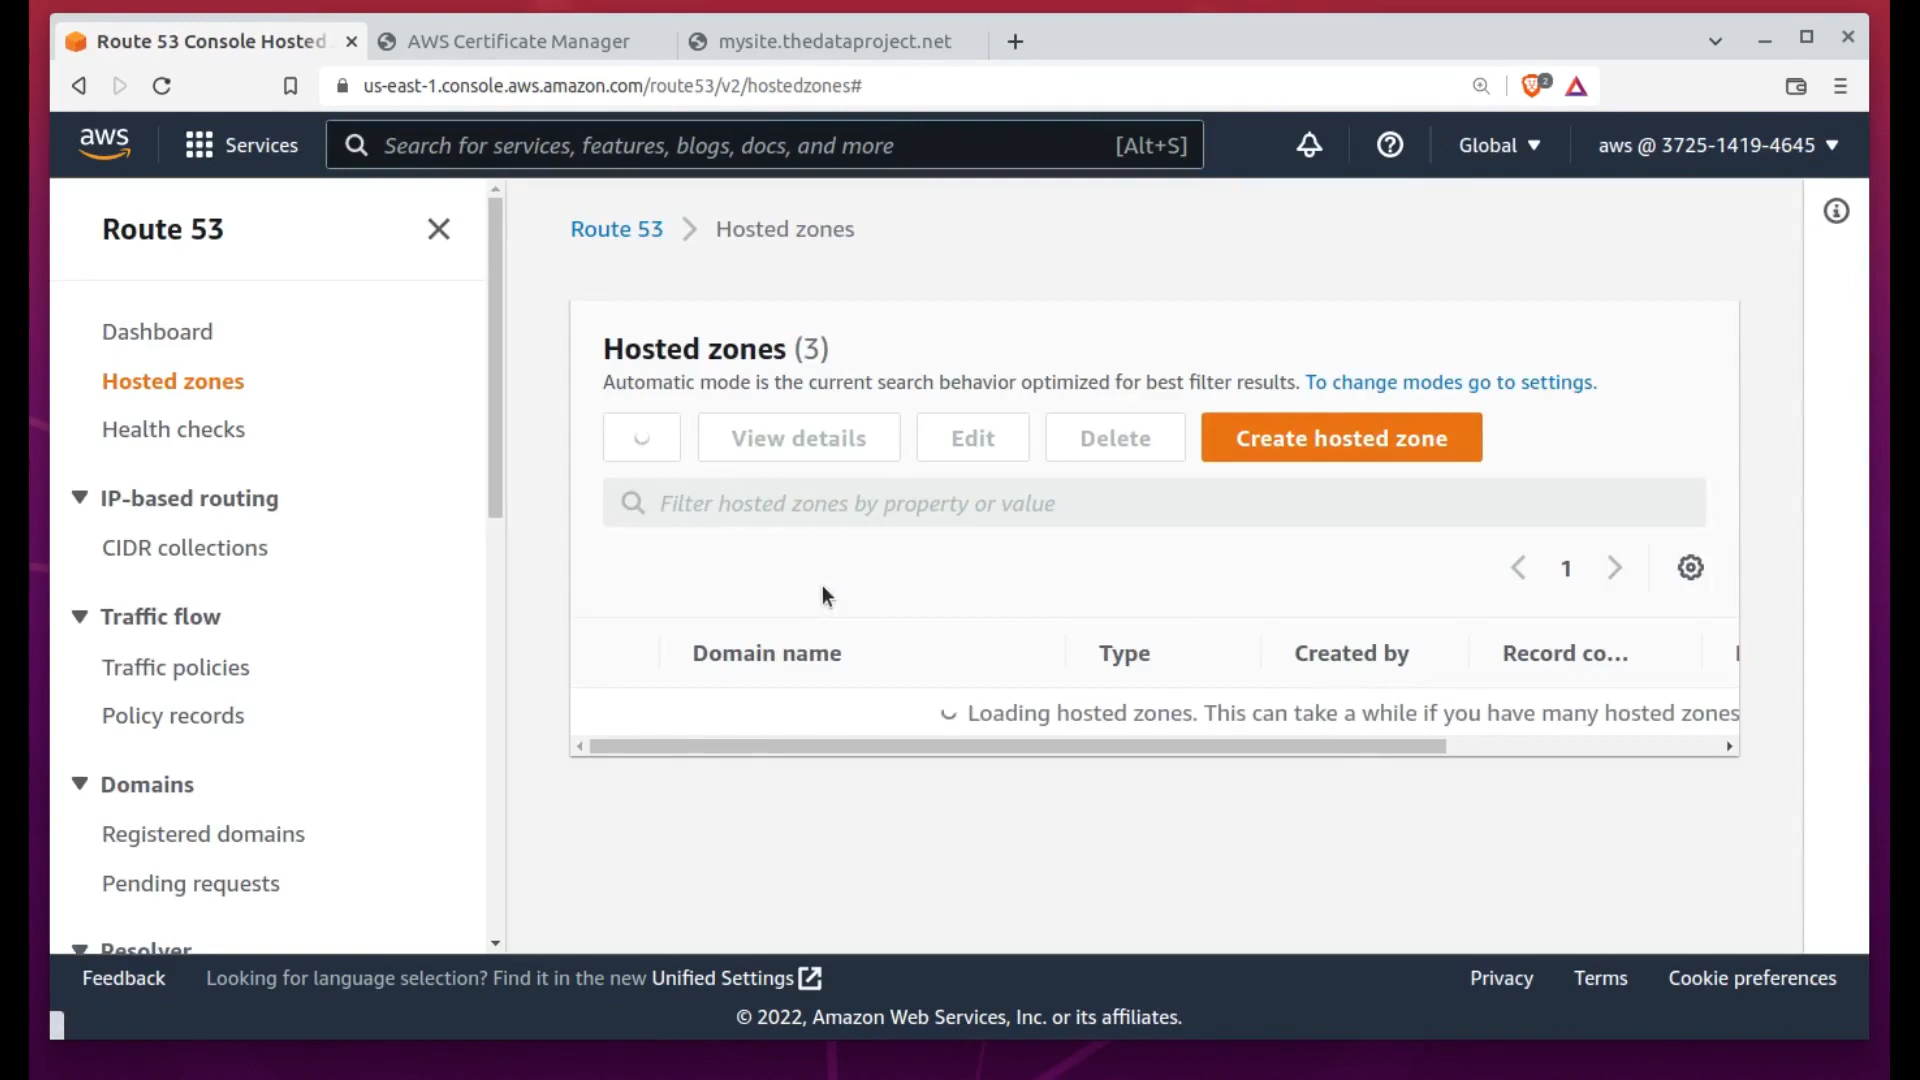 Route 53 Console Hosted
AWS Certificate Manager
mysite.thedataproject.net
us-east-1.console.aws.amazon.com/route53/v2/hostedzones#
2
aws
Services
Search for services, features, blogs, docs, and more
[Alt+S]
Global
aws @ 3725-1419-4645
Route 53
Dashboard
Hosted zones
Health checks
IP-based routing
CIDR collections
Traffic flow
Traffic policies
Policy records
Domains
Registered domains
Pending requests
Resolver
Route 53 Hosted zones
Hosted zones (3)
Automatic mode is the current search behavior optimized for best filter results. To change modes go to settings.
View details
Edit
Delete
Create hosted zone
Filter hosted zones by property or value
1
Domain name
Type
Created by
Record co...
Loading hosted zones. This can take a while if you have many hosted zones
Feedback
Looking for language selection? Find it in the new Unified Settings
Privacy
Terms
Cookie preferences
© 2022, Amazon Web Services, Inc. or its affiliates.